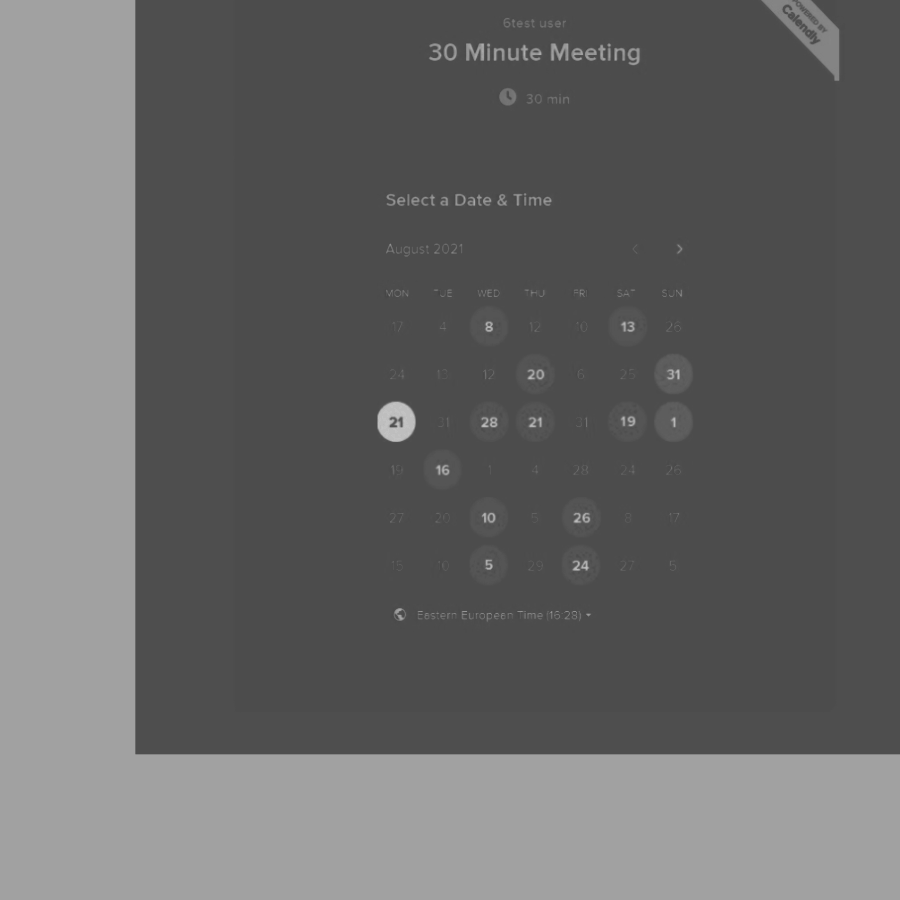 POWERED BY
Calendly
6test user
30 Minute Meeting
30 min
Select a Date & Time
August 2021
MON TUE WED THU FRI SAT SUN
17 4 8 12 10 13 26
24 13 12 20 6 25 31
21 31 28 21 31 19 1
19 16 1 4 28 24 26
27 20 10 5 26 8 17
15 10 5 29 24 27 5
Eastern European Time (16:28)